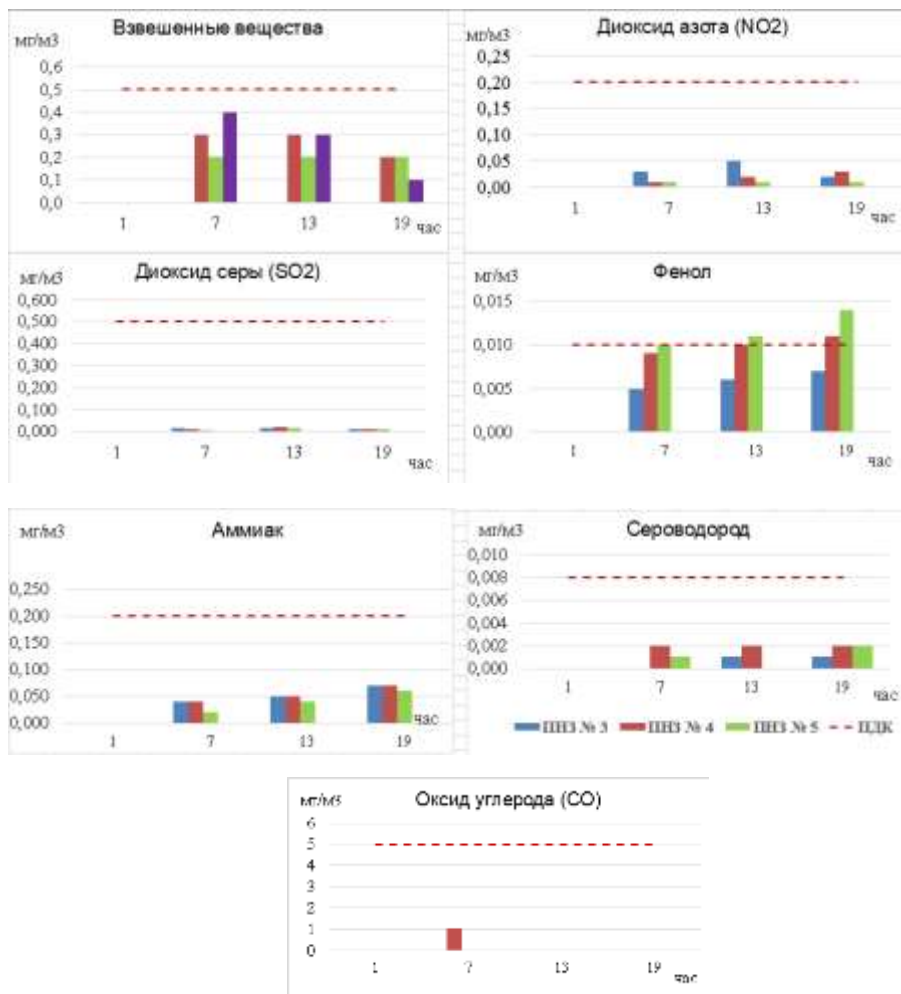 Взвешенные вещества
мг/м3
0,6
0,5
0,4
0,3
0,2
0,1
0,0
1 7 13 19 час
Диоксид азота (NO2)
мг/м3
0,25
0,20
0,15
0,10
0,05
0,00
1 7 13 19 час
Диоксид серы (SO2)
мг/м3
0,600
0,500
0,400
0,300
0,200
0,100
0,000
1 7 13 19 час
Фенол
мг/м3
0,015
0,010
0,005
0,000
1 7 13 19 час
Аммиак
мг/м3
0,250
0,200
0,150
0,100
0,050
0,000
час
1 7 13 19
Сероводород
мг/м3
0,010
0,008
0,006
0,004
0,002
0,000
1 7 13 19 час
ПНЗ № 3 ПНЗ № 4 ПНЗ № 5 ПДК
Оксид углерода (CO)
мг/м3
6
5
4
3
2
1
0
1 7 13 19 час